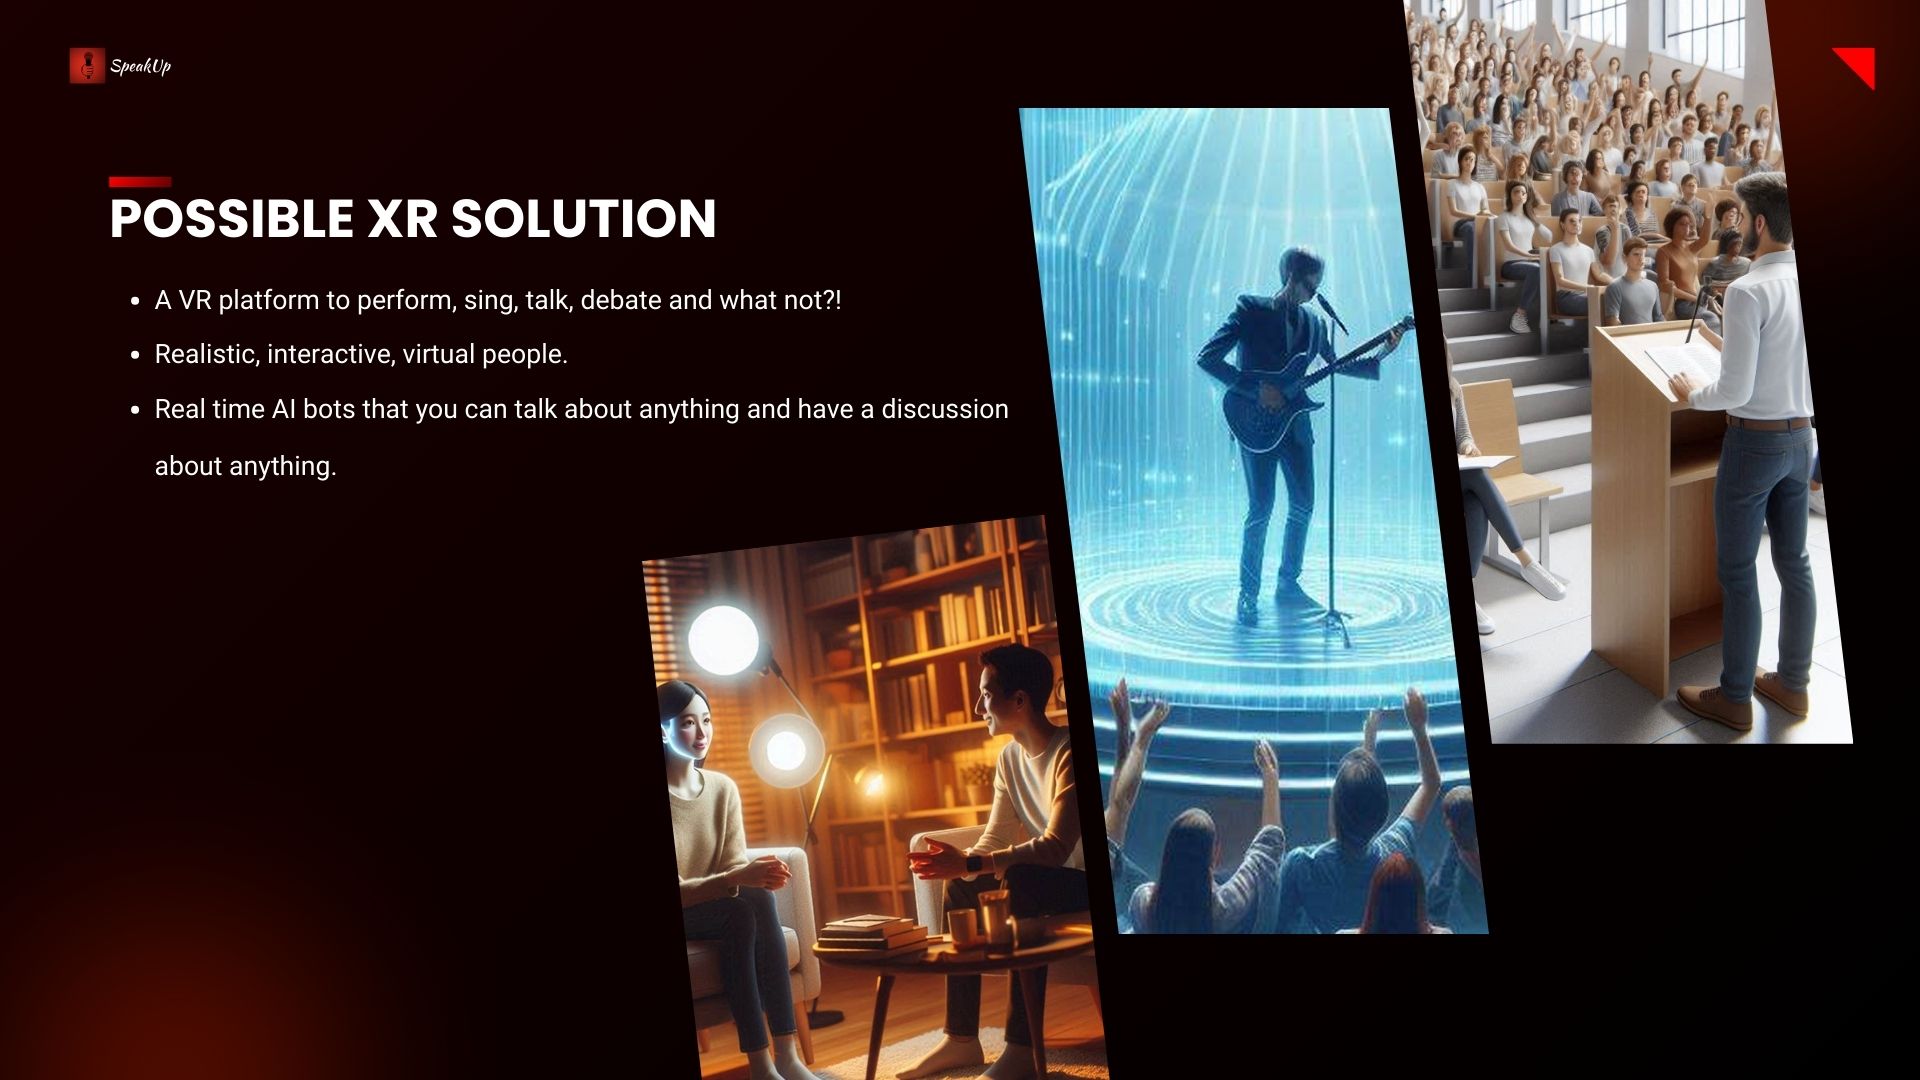 SpeakUp
POSSIBLE XR SOLUTION
• A VR platform to perform, sing, talk, debate and what not?!
• Realistic, interactive, virtual people.
• Real time AI bots that you can talk about anything and have a discussion
about anything.